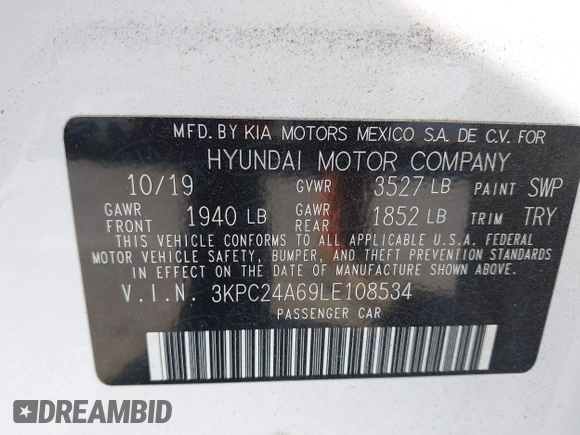 MFD. BY KIA MOTORS MEXICO S.A. DE C.V. FOR
HYUNDAI MOTOR COMPANY
10/19 GVWR 3527 LB PAINT SWP
GAWR FRONT 1940 LB GAWR REAR 1852 LB TRIM TRY
THIS VEHICLE CONFORMS TO ALL APPLICABLE U.S.A. FEDERAL
MOTOR VEHICLE SAFETY, BUMPER, AND THEFT PREVENTION STANDARDS
IN EFFECT ON THE DATE OF MANUFACTURE SHOWN ABOVE.
V.I.N. 3KPC24A69LE108534
PASSENGER CAR
DREAMBID